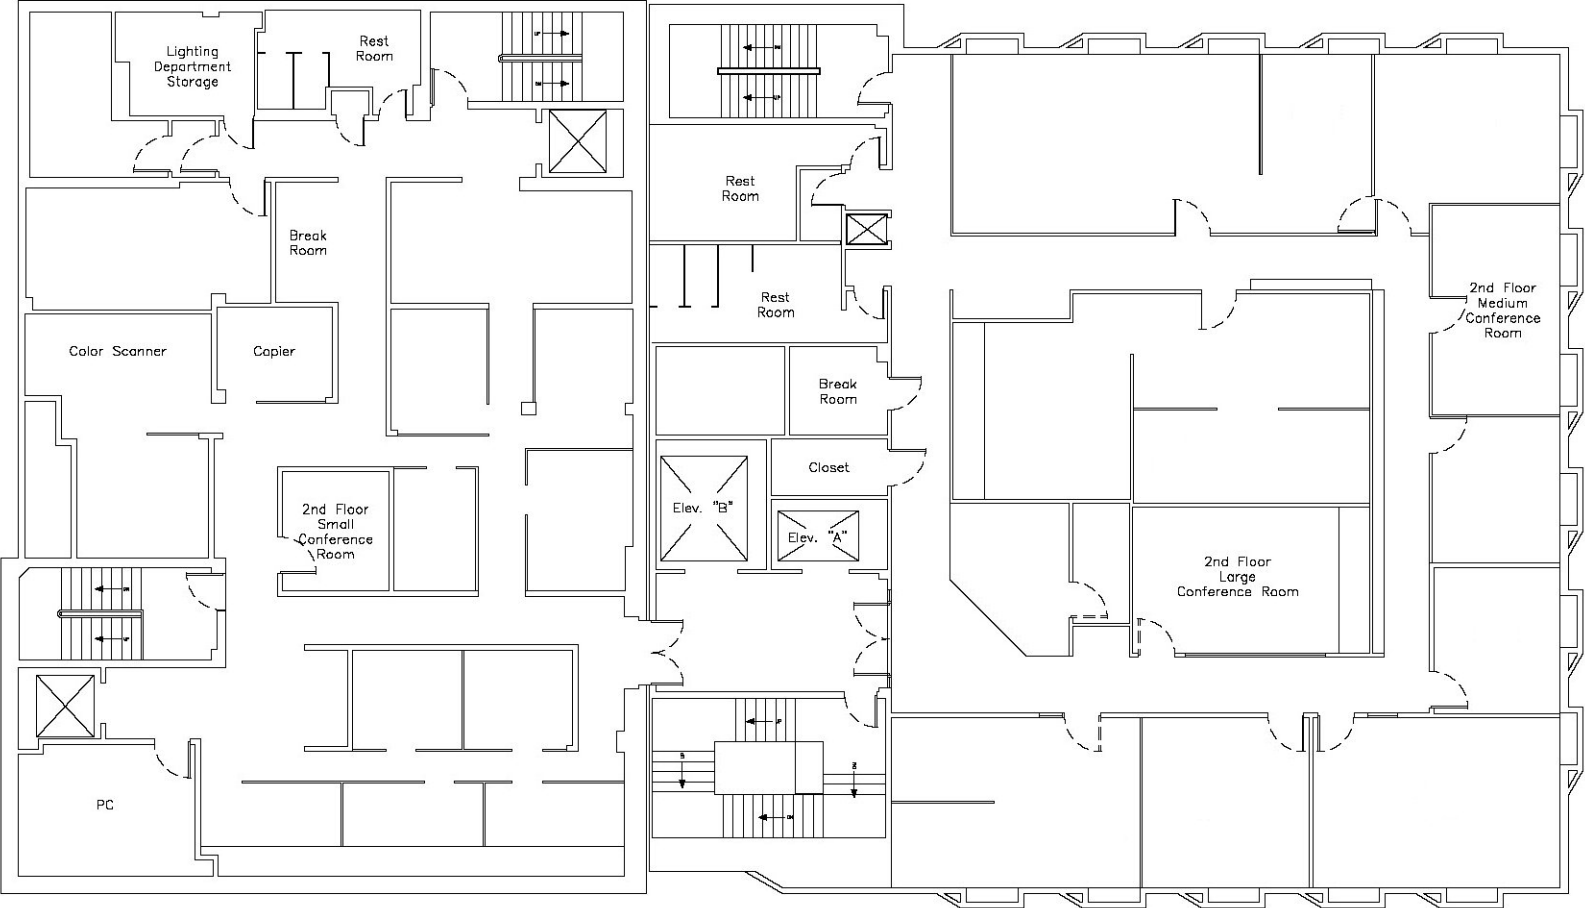 Lighting
Department
Storage
Rest
Room
Rest
Room
Break
Room
Rest
Room
2nd Floor
Medium
Conference
Room
Color Scanner
Copier
Break
Room
Closet
Elev. "B"
Elev. "A"
2nd Floor
Small
Conference
Room
2nd Floor
Large
Conference Room
PC